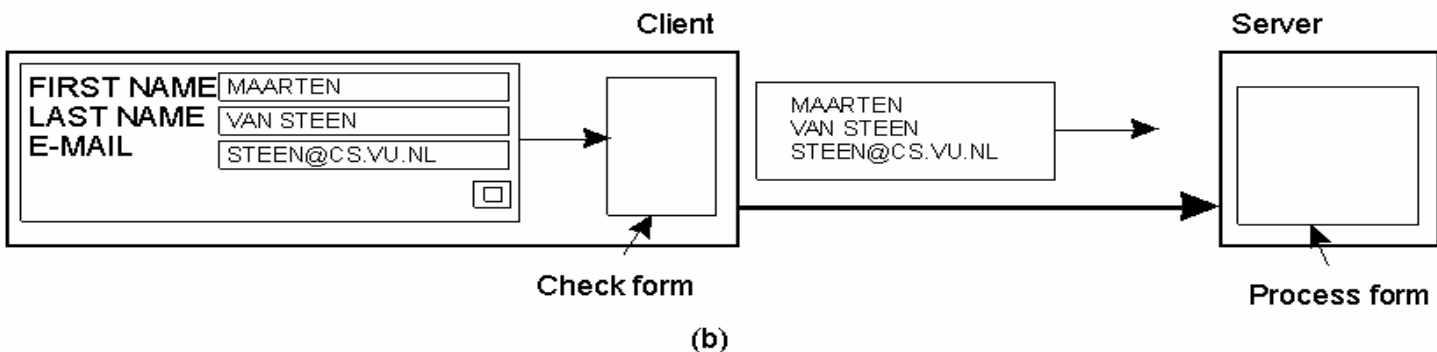 Client
Server
FIRST NAME MAARTEN
LAST NAME VAN STEEN
E-MAIL STEEN@CS.VU.NL
MAARTEN
VAN STEEN
STEEN@CS.VU.NL
Check form
Process form
(b)